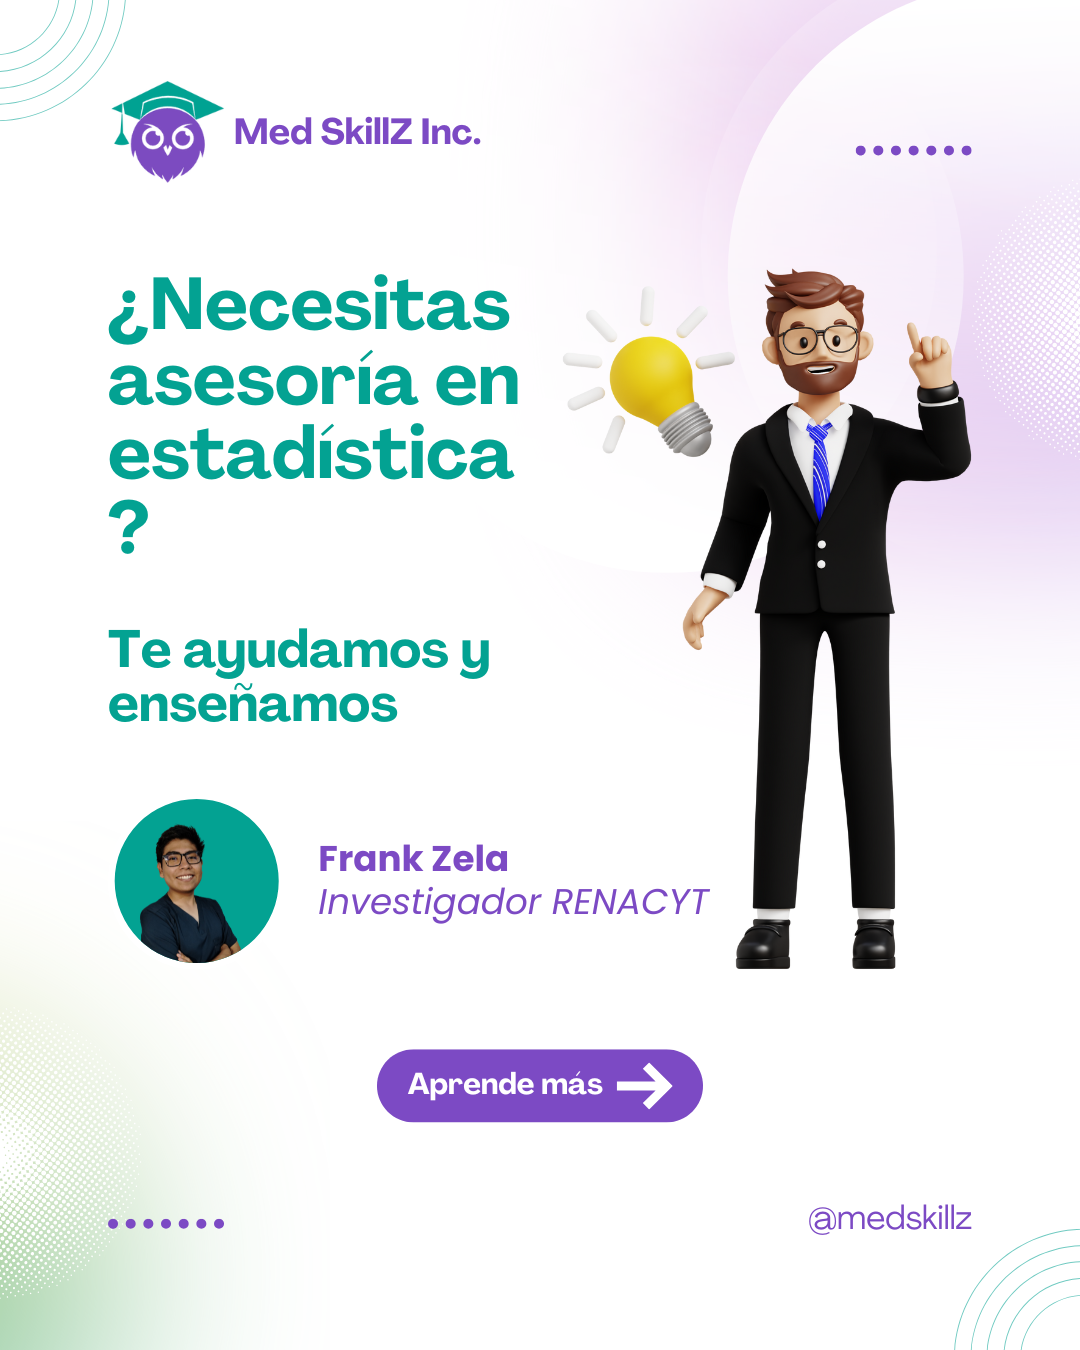 Med SkillZ Inc.
¿Necesitas
asesoría en
estadística
?
Te ayudamos y
enseñamos
Frank Zela
Investigador RENACYT
Aprende más
@medskillz